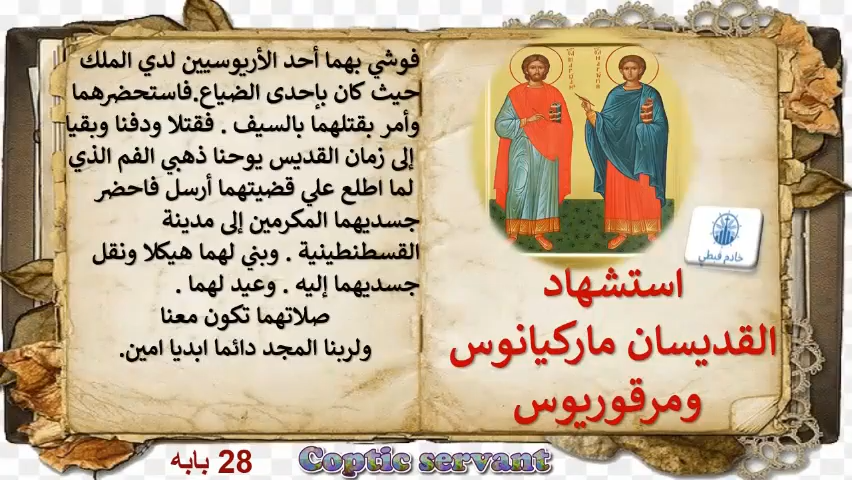 فوشي بهما أحد الأريوسيين لدي الملك
حيث كان بإحدى الضياع.فاستحضرهما
وأمر بقتلهما بالسيف . فقتلا ودفنا وبقيا
إلى زمان القديس يوحنا ذهبي الفم الذي
لما اطلع علي قضيتهما أرسل فاحضر
جسديهما المكرمين إلى مدينة
القسطنطينية . وبني لهما هيكلا ونقل
جسديهما إليه . وعيد لهما .
صلاتهما تكون معنا
ولربنا المجد دائما ابديا امين.
خادم قبطي
استشهاد
القديسان ماركيانوس
ومرقوريوس
28 بابه
Coptic servant